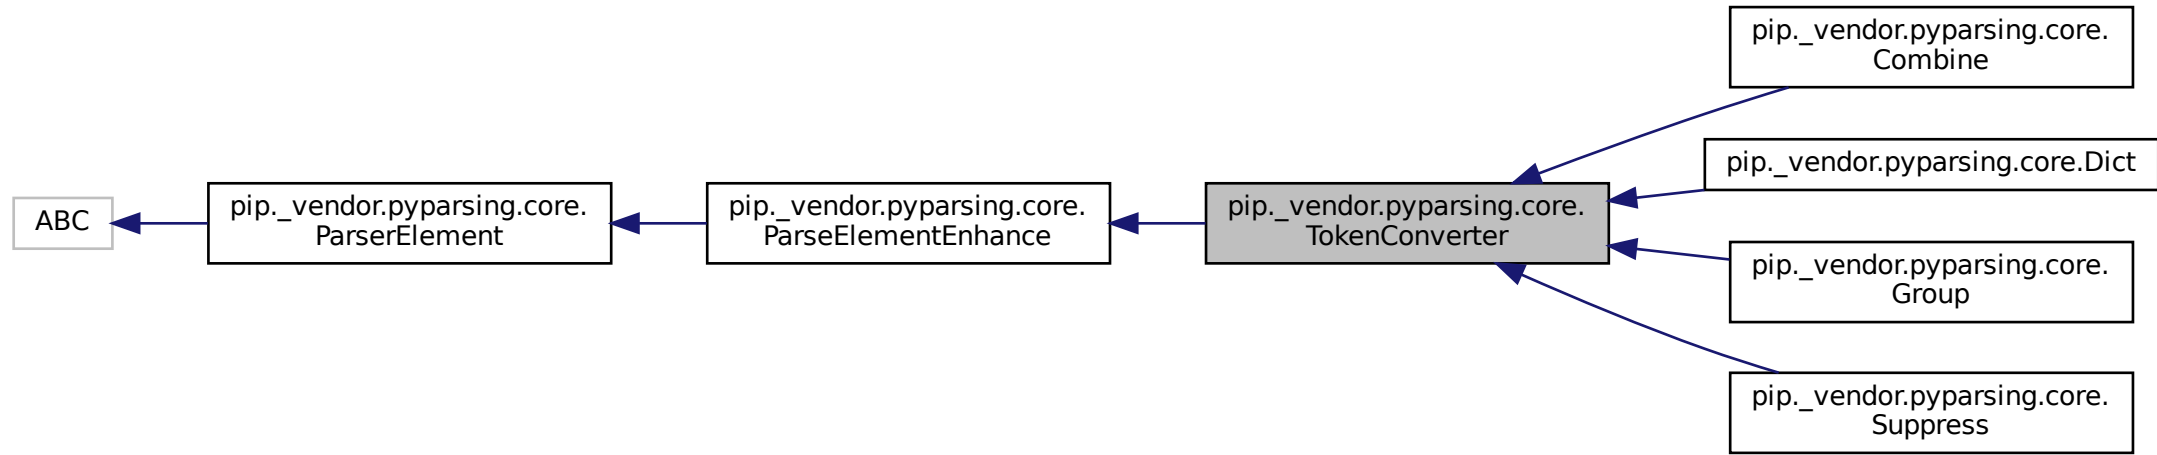 ABC
pip._vendor.pyparsing.core.
ParserElement
pip._vendor.pyparsing.core.
ParseElementEnhance
pip._vendor.pyparsing.core.
TokenConverter
pip._vendor.pyparsing.core.
Combine
pip._vendor.pyparsing.core.Dict
pip._vendor.pyparsing.core.
Group
pip._vendor.pyparsing.core.
Suppress